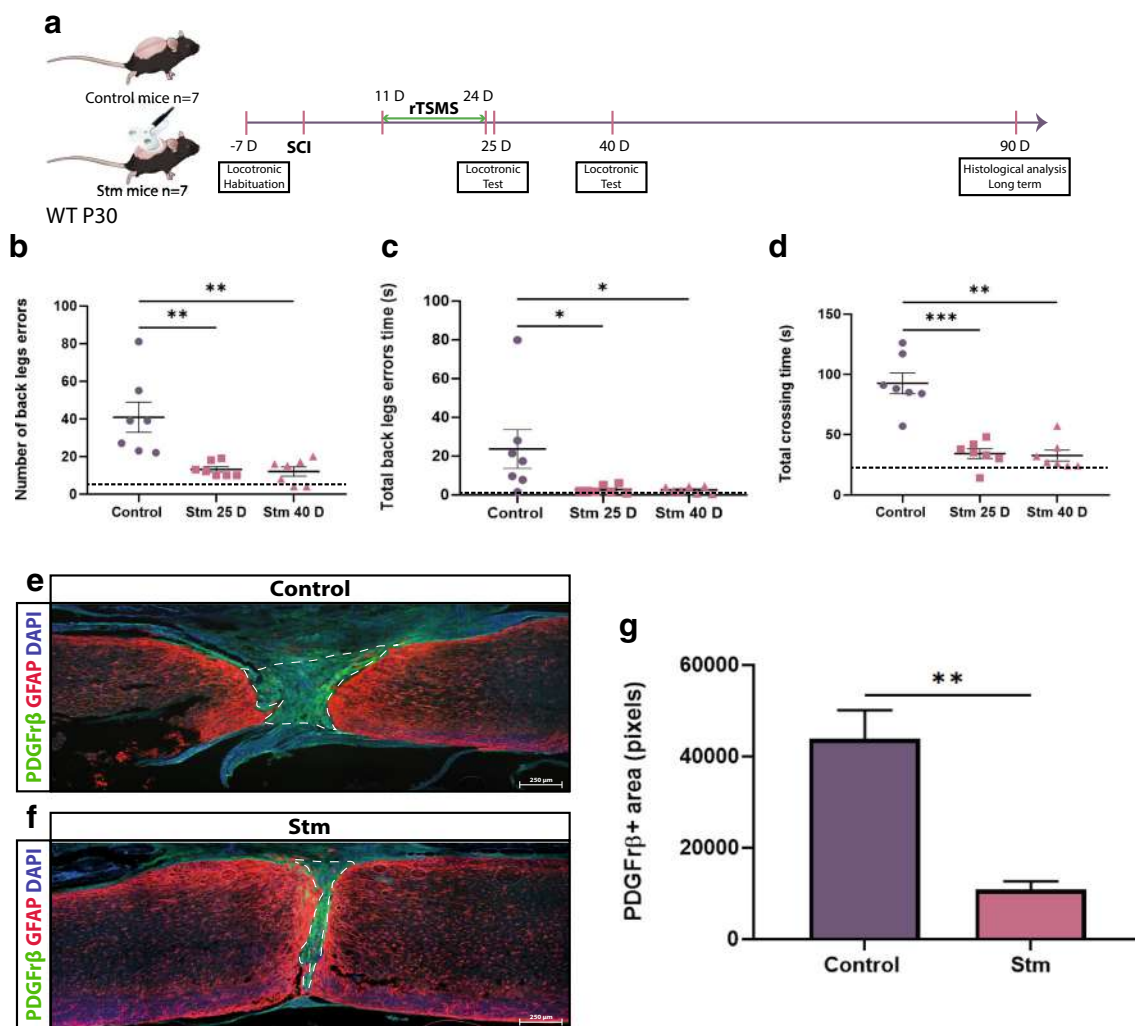 a
Control mice n=7
Stm mice n=7
WT P30
11 D
rTSMS
24 D
-7 D
SCI
25 D
40 D
90 D
Locotronic
Habituation
Locotronic
Test
Locotronic
Test
Histological analysis
Long term
b
Number of back legs errors
100
80
60
40
20
0
**
**
Control
Stm 25 D
Stm 40 D
c
Total back legs errors time (s)
100
80
60
40
20
0
*
*
Control
Stm 25 D
Stm 40 D
d
Total crossing time (s)
150
100
50
0
**
***
Control
Stm 25 D
Stm 40 D
e
Control
PDGFrβ GFAP DAPI
250 µm
f
Stm
PDGFrβ GFAP DAPI
250 µm
g
PDGFrβ+ area (pixels)
60000
40000
20000
0
**
Control
Stm